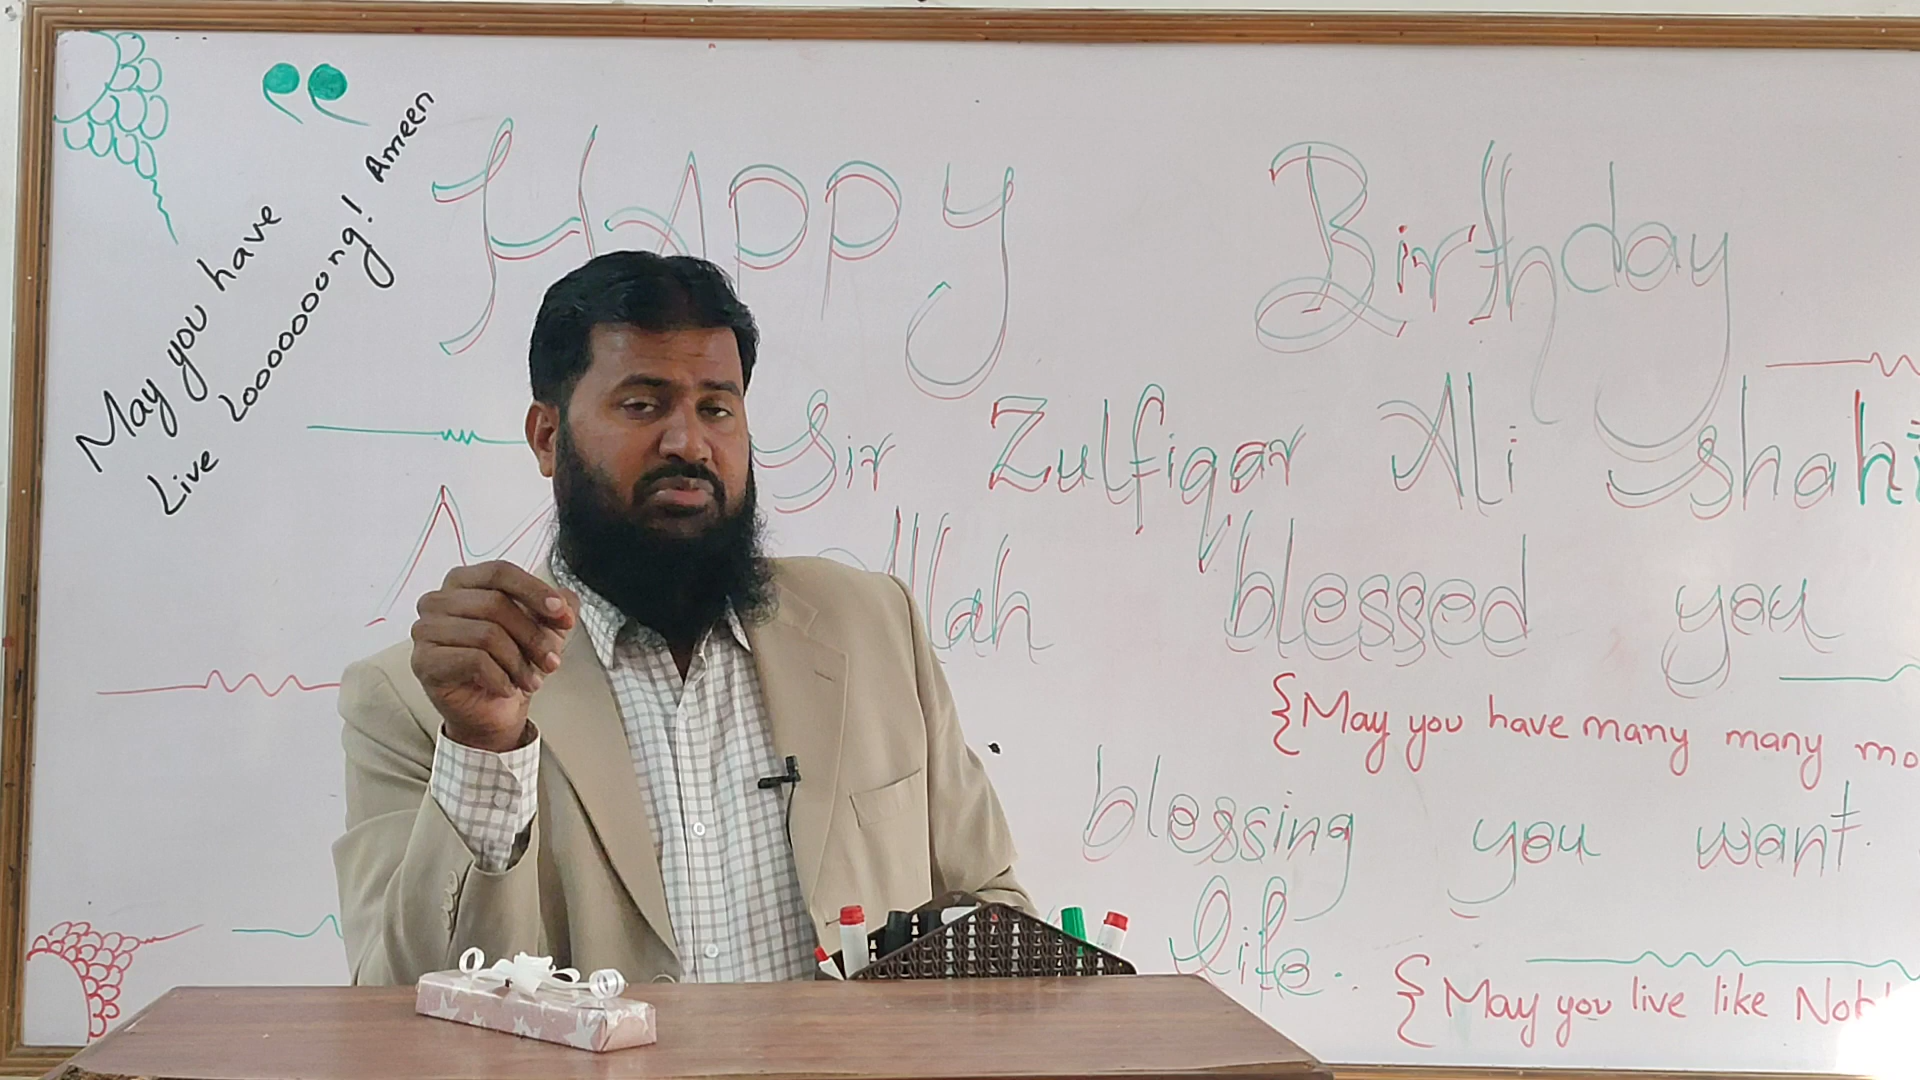 May you have
Live Looooooong! Ameen
Happy Birthday
Sir Zulfiqar Ali Shahi
Allah blessed you
{May you have many many mo
blessing you want.
life.
{May you live like Nob